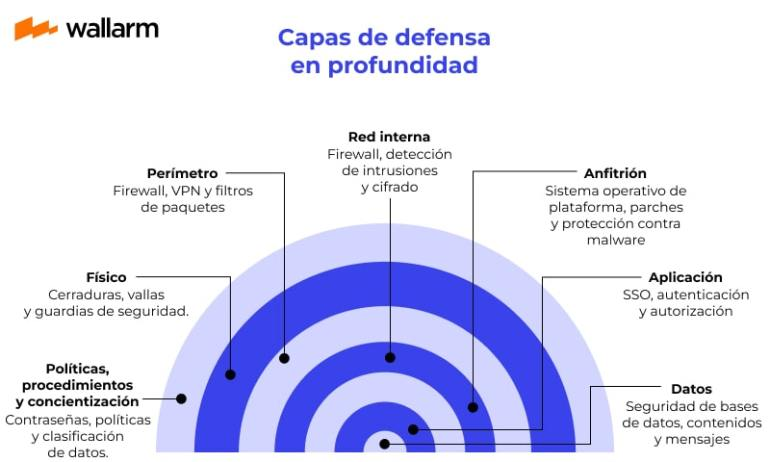 wallarm
Capas de defensa
en profundidad
Red interna
Firewall, detección
de intrusiones
y cifrado
Perímetro
Firewall, VPN y filtros
de paquetes
Anfitrión
Sistema operativo de
plataforma, parches
y protección contra
malware
Físico
Cerraduras, vallas
y guardias de seguridad.
Aplicación
SSO, autenticación
y autorización
Políticas,
procedimientos
y concientización
Contraseñas, políticas
y clasificación
de datos.
Datos
Seguridad de bases
de datos, contenidos
y mensajes